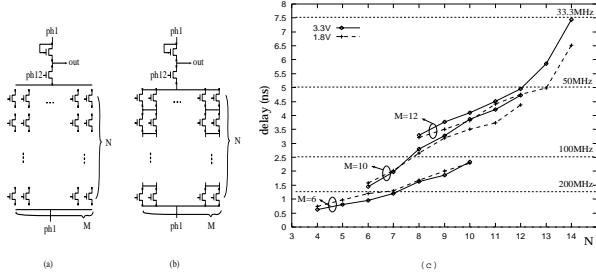 ph1
out
ph12
...
N
ph1
M
(a)
ph1
out
ph12
...
N
ph1
M
(b)
delay (ns)
7.5
7
6.5
6
5.5
5
4.5
4
3.5
3
2.5
2
1.5
1
0.5
0
3.3V
1.8V
33.3MHz
50MHz
100MHz
200MHz
M=12
M=10
M=6
3 4 5 6 7 8 9 10 11 12 13 14 N
(c)